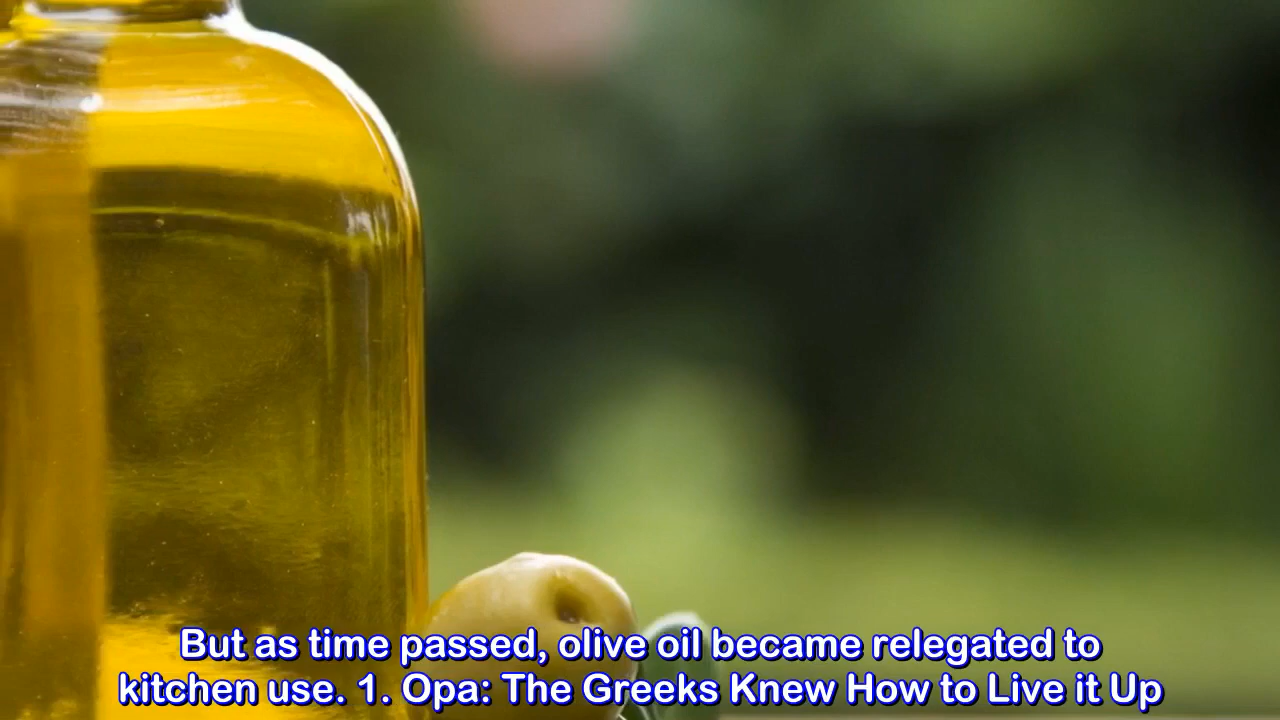 But as time passed, olive oil became relegated to
kitchen use. 1. Opa: The Greeks Knew How to Live it Up